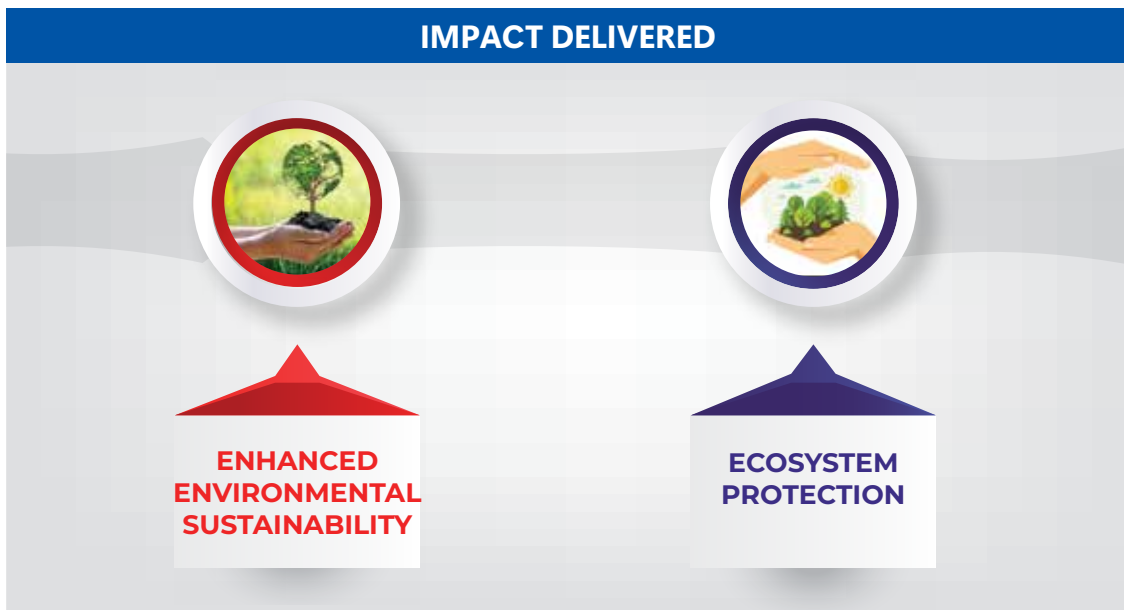 IMPACT DELIVERED
ENHANCED
ENVIRONMENTAL
SUSTAINABILITY
ECOSYSTEM
PROTECTION